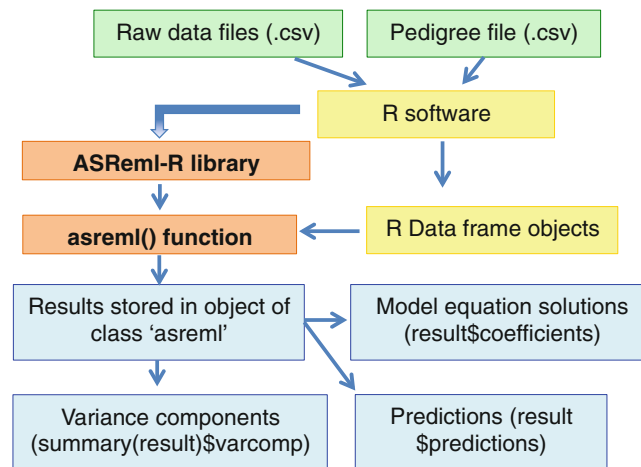 Raw data files (.csv)
Pedigree file (.csv)
R software
ASReml-R library
asreml() function
R Data frame objects
Results stored in object of
class ‘asreml’
Model equation solutions
(result$coefficients)
Variance components
(summary(result)$varcomp)
Predictions (result
$predictions)